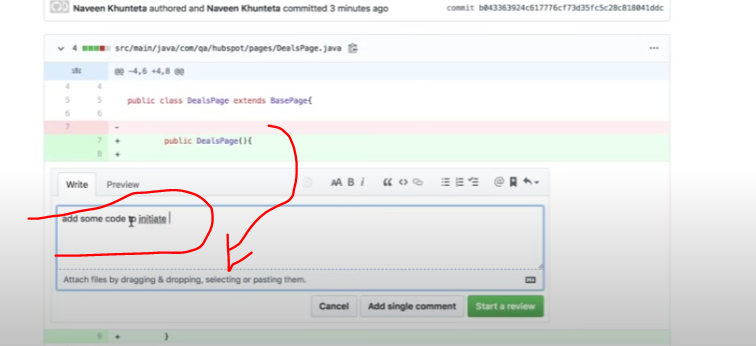 Naveen Khunteta authored and Naveen Khunteta committed 3 minutes ago commit b043363924c617776cf73d35fc5c28c818041ddc
4 src/main/java/com/qa/hubspot/pages/DealsPage.java ...
@@ -4,6 +4,8 @@
4 4
5 5 public class DealsPage extends BasePage{
6 6
7 -
7 + public DealsPage(){
8 +
Write Preview AA B i
add some code to initiate
Attach files by dragging & dropping, selecting or pasting them.
Cancel Add single comment Start a review
9 + }